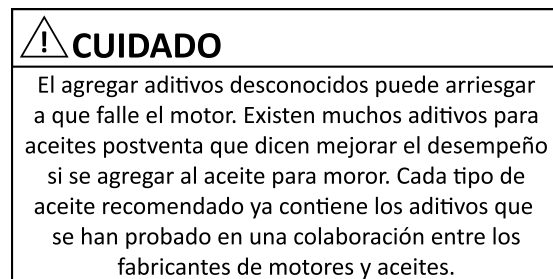 CUIDADO
El agregar aditivos desconocidos puede arriesgar
a que falle el motor. Existen muchos aditivos para
aceites postventa que dicen mejorar el desempeño
si se agregar al aceite para moror. Cada tipo de
aceite recomendado ya contiene los aditivos que
se han probado en una colaboración entre los
fabricantes de motores y aceites.